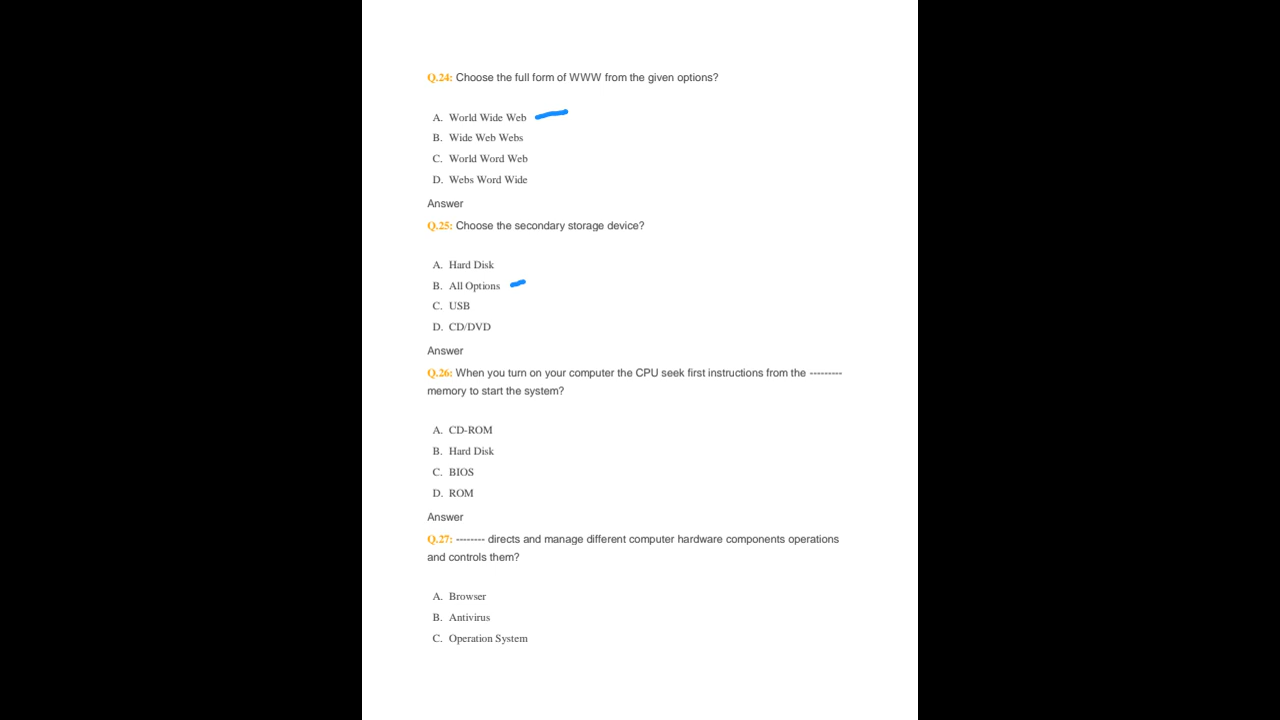 Q.24: Choose the full form of WWW from the given options?
A. World Wide Web
B. Wide Web Webs
C. World Word Web
D. Webs Word Wide
Answer
Q.25: Choose the secondary storage device?
A. Hard Disk
B. All Options
C. USB
D. CD/DVD
Answer
Q.26: When you turn on your computer the CPU seek first instructions from the ---------
memory to start the system?
A. CD-ROM
B. Hard Disk
C. BIOS
D. ROM
Answer
Q.27: -------- directs and manage different computer hardware components operations
and controls them?
A. Browser
B. Antivirus
C. Operation System